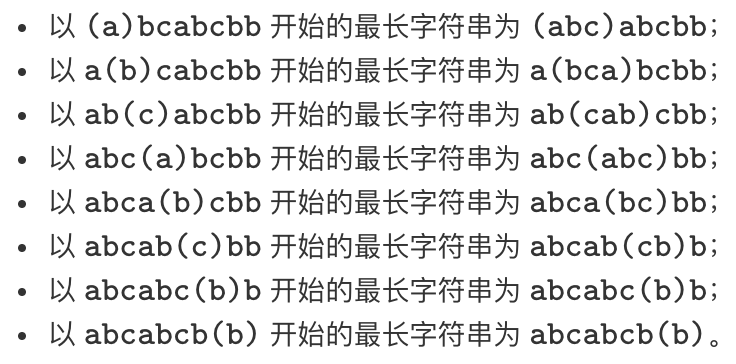 • 以 (a)bcabcbb 开始的最长字符串为 (abc)abcbb；
• 以 a(b)cabcbb 开始的最长字符串为 a(bca)bcbb；
• 以 ab(c)abcbb 开始的最长字符串为 ab(cab)cbb；
• 以 abc(a)bcbb 开始的最长字符串为 abc(abc)bb；
• 以 abca(b)cbb 开始的最长字符串为 abca(bc)bb；
• 以 abcab(c)bb 开始的最长字符串为 abcab(cb)b；
• 以 abcabc(b)b 开始的最长字符串为 abcabc(b)b；
• 以 abcabcb(b) 开始的最长字符串为 abcabcb(b)。